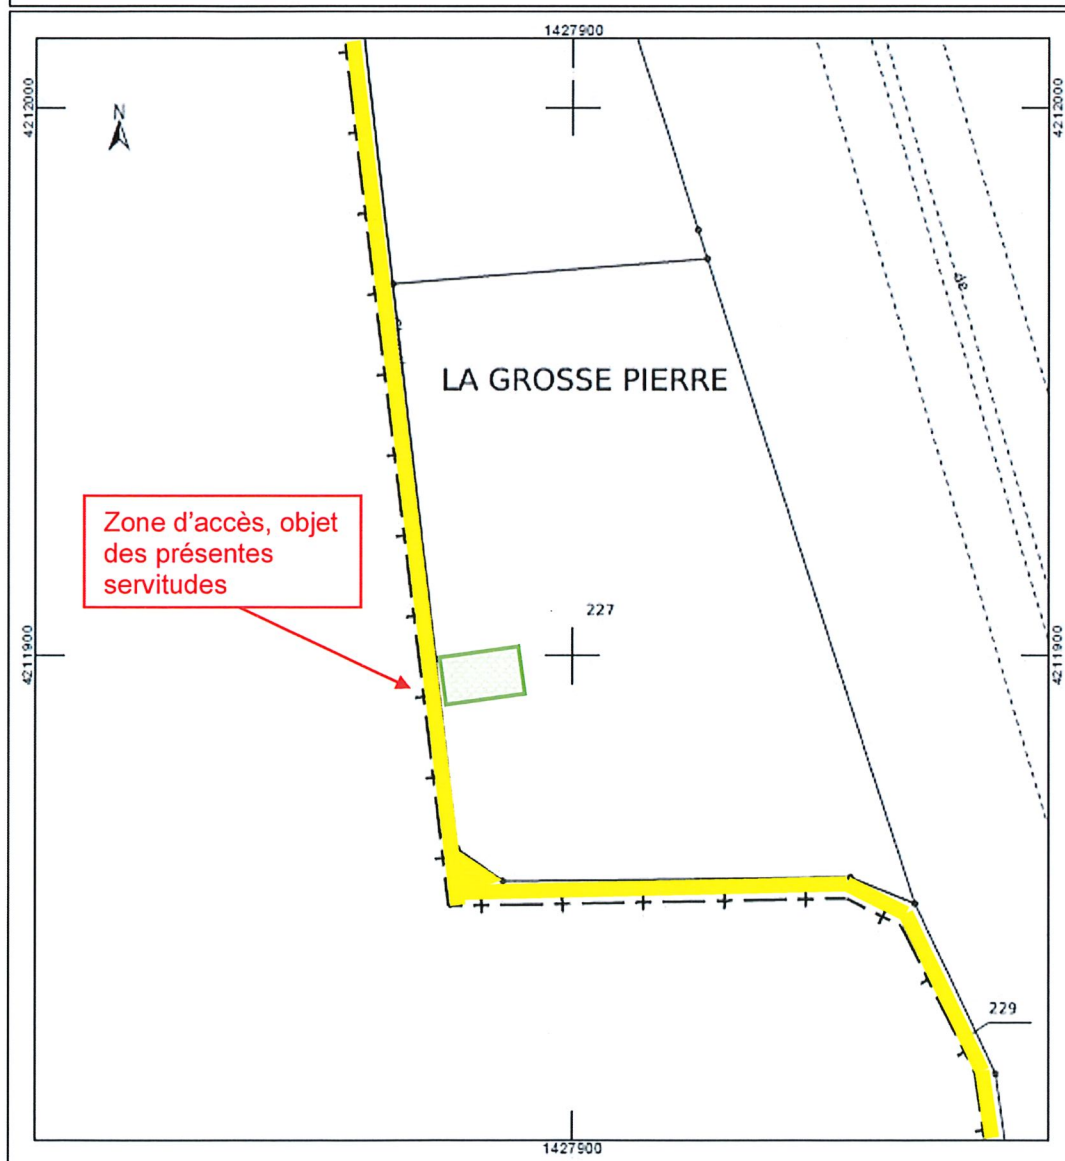 1427900
4212000
4212000
N
LA GROSSE PIERRE
Zone d'accès, objet
des présentes
servitudes
227
4211900
4211900
229
1427900